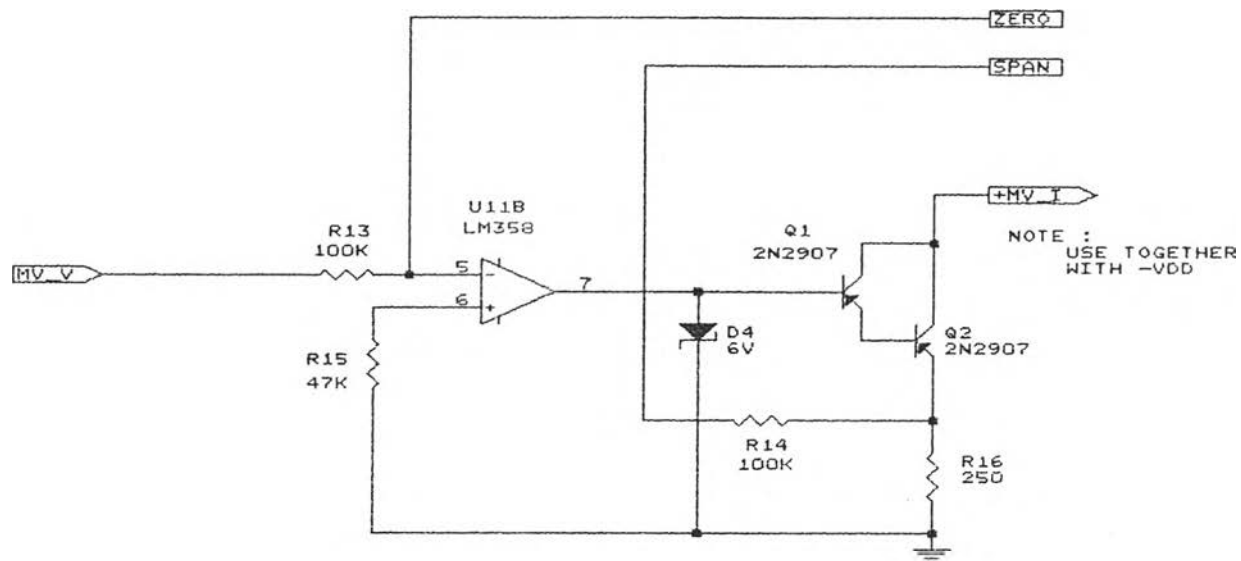 ZERO
SPAN
+MV_I
NOTE :
USE TOGETHER
WITH -VDD
U11B
LM358
R13
100K
MV_V
5
-
6
+
7
Q1
2N2907
D4
6V
Q2
2N2907
R15
47K
R14
100K
R16
250